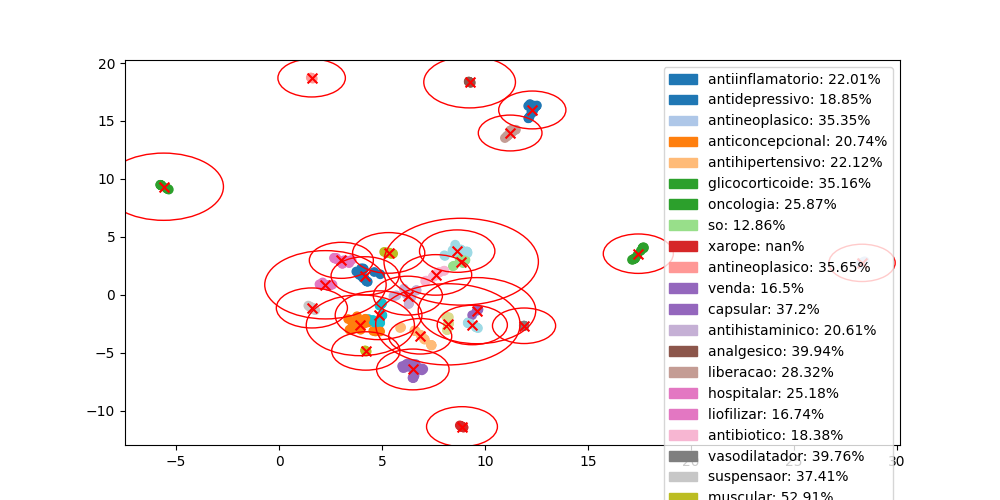 20
15
10
5
0
−5
−10
−5
0
5
10
15
20
25
30
antiinflamatorio: 22.01%
antidepressivo: 18.85%
antineoplasico: 35.35%
anticoncepcional: 20.74%
antihipertensivo: 22.12%
glicocorticoide: 35.16%
oncologia: 25.87%
so: 12.86%
xarope: nan%
antineoplasico: 35.65%
venda: 16.5%
capsular: 37.2%
antihistaminico: 20.61%
analgesico: 39.94%
liberacao: 28.32%
hospitalar: 25.18%
liofilizar: 16.74%
antibiotico: 18.38%
vasodilatador: 39.76%
suspensaor: 37.41%
muscular: 52.91%